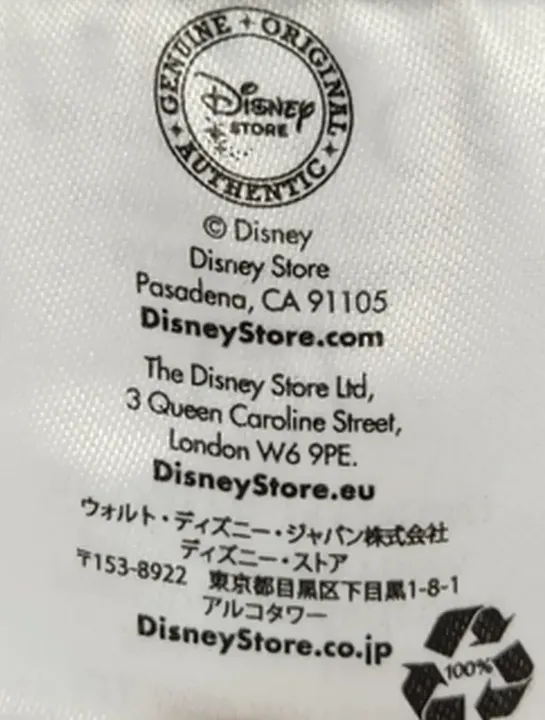 GENUINE ORIGINAL
Disney
STORE
AUTHENTIC
© Disney
Disney Store
Pasadena, CA 91105
DisneyStore.com
The Disney Store Ltd,
3 Queen Caroline Street,
London W6 9PE.
DisneyStore.eu
ウォルト・ディズニー・ジャパン株式会社
ディズニー・ストア
〒153-8922 東京都目黒区下目黒1-8-1
アルコタワー
DisneyStore.co.jp
100%